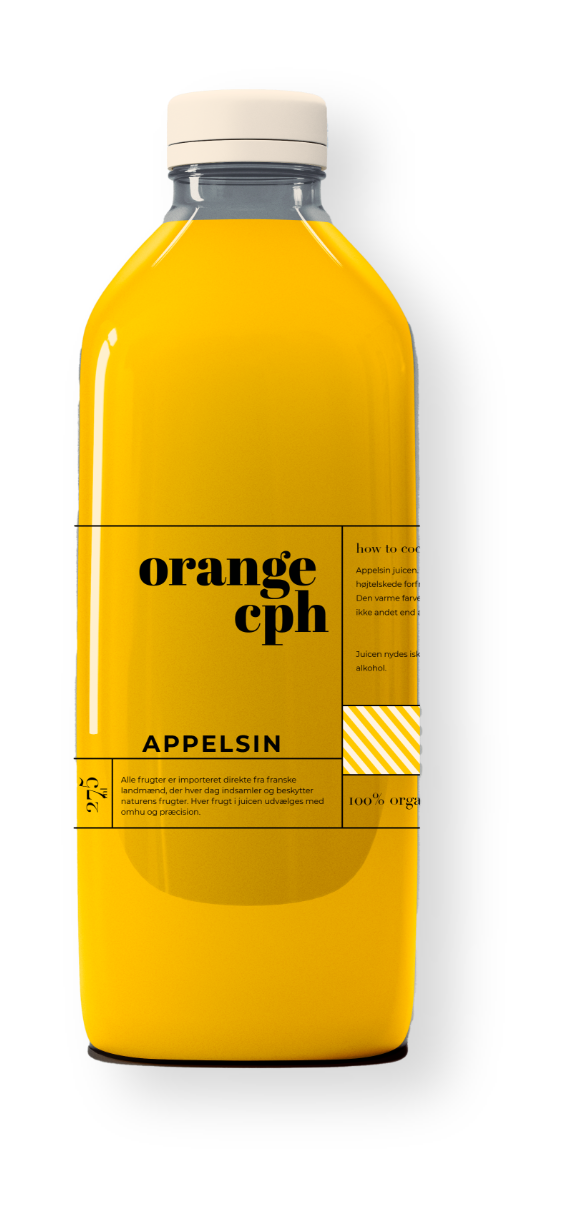 orange
cph
APPELSIN
275
Alle frugter er importeret direkte fra franske
landmænd, der hver dag indsamler og beskytter
naturens frugter. Hver frugt i juicen udvælges med
omhu og præcision.
how to coc
Appelsin juicen,
højtelskede forfr
Den varme farve
ikke andet end a
Juicen nydes isk
alkohol.
100% orga